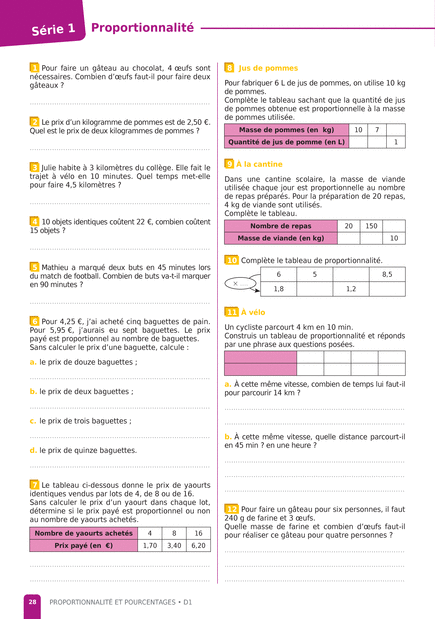 Série 1
Proportionnalité
1 Pour faire un gâteau au chocolat, 4 œufs sont
nécessaires. Combien d'œufs faut-il pour faire deux
gâteaux ?
2 Le prix d'un kilogramme de pommes est de 2,50 €.
Quel est le prix de deux kilogrammes de pommes ?
3 Julie habite à 3 kilomètres du collège. Elle fait le
trajet à vélo en 10 minutes. Quel temps met-elle
pour faire 4,5 kilomètres ?
4 10 objets identiques coûtent 22 €, combien coûtent
15 objets ?
5 Mathieu a marqué deux buts en 45 minutes lors
du match de football. Combien de buts va-t-il marquer
en 90 minutes ?
6 Pour 4,25 €, j'ai acheté cinq baguettes de pain.
Pour 5,95 €, j'aurais eu sept baguettes. Le prix
payé est proportionnel au nombre de baguettes.
Sans calculer le prix d'une baguette, calcule :
a. le prix de douze baguettes ;
b. le prix de deux baguettes ;
c. le prix de trois baguettes ;
d. le prix de quinze baguettes.
7 Le tableau ci-dessous donne le prix de yaourts
identiques vendus par lots de 4, de 8 ou de 16.
Sans calculer le prix d'un yaourt dans chaque lot,
détermine si le prix payé est proportionnel ou non
au nombre de yaourts achetés.
Nombre de yaourts achetés 4 8 16
Prix payé (en €) 1,70 3,40 6,20
8 Jus de pommes
Pour fabriquer 6 L de jus de pommes, on utilise 10 kg
de pommes.
Complète le tableau sachant que la quantité de jus
de pommes obtenue est proportionnelle à la masse
de pommes utilisée.
Masse de pommes (en kg) 10 7
Quantité de jus de pomme (en L) 1
9 À la cantine
Dans une cantine scolaire, la masse de viande
utilisée chaque jour est proportionnelle au nombre
de repas préparés. Pour la préparation de 20 repas,
4 kg de viande sont utilisés.
Complète le tableau.
Nombre de repas 20 150
Masse de viande (en kg) 10
10 Complète le tableau de proportionnalité.
6 5 8,5
× ......
1,8 1,2
11 À vélo
Un cycliste parcourt 4 km en 10 min.
Construis un tableau de proportionnalité et réponds
par une phrase aux questions posées.
a. À cette même vitesse, combien de temps lui faut-il
pour parcourir 14 km ?
b. À cette même vitesse, quelle distance parcourt-il
en 45 min ? en une heure ?
12 Pour faire un gâteau pour six personnes, il faut
240 g de farine et 3 œufs.
Quelle masse de farine et combien d'œufs faut-il
pour réaliser ce gâteau pour quatre personnes ?
28 PROPORTIONNALITÉ ET POURCENTAGES • D1